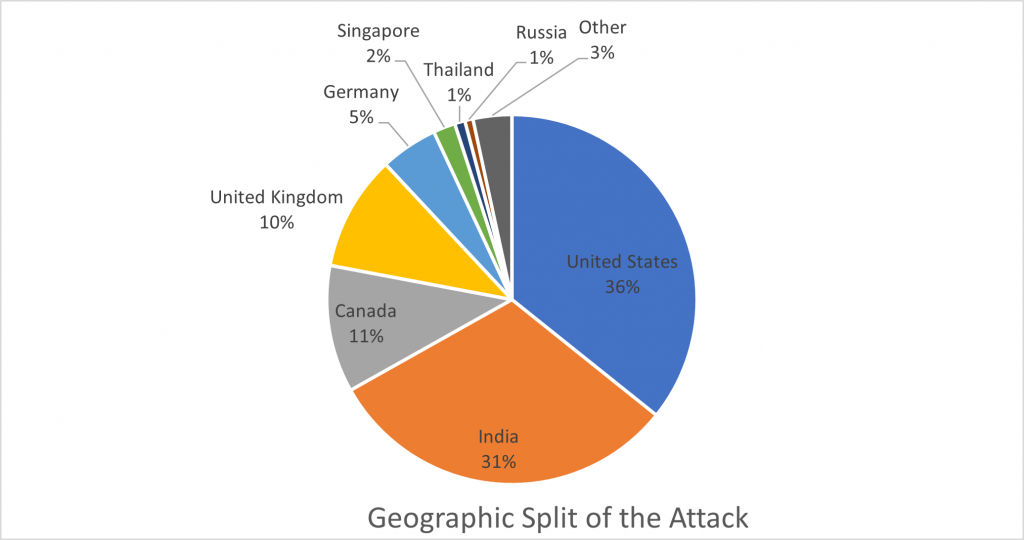 Singapore
2%
Russia
1%
Other
3%
Thailand
1%
Germany
5%
United Kingdom
10%
United States
36%
Canada
11%
India
31%
Geographic Split of the Attack